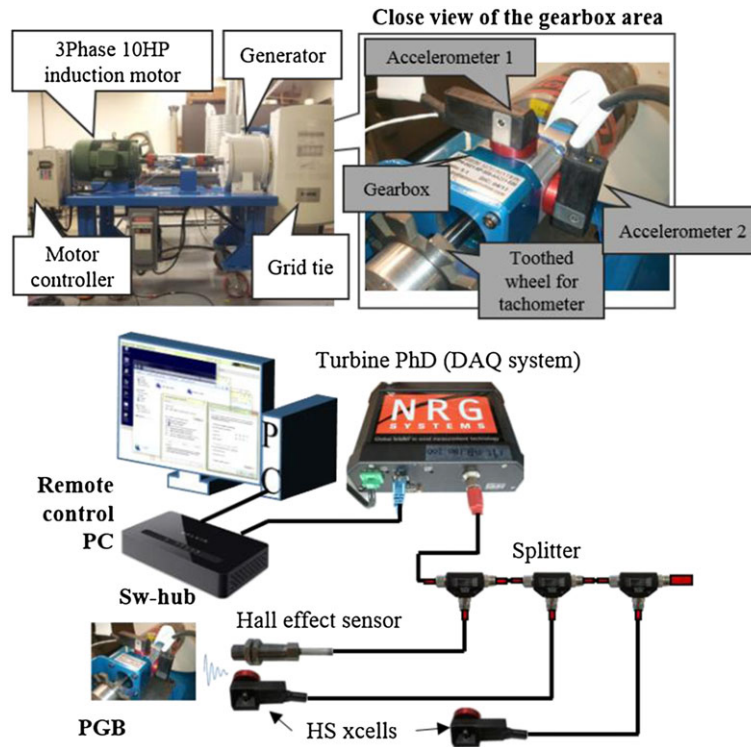 Close view of the gearbox area
3Phase 10HP
induction motor
Generator
Motor
controller
Grid tie
Accelerometer 1
Gearbox
Accelerometer 2
Toothed
wheel for
tachometer
Turbine PhD (DAQ system)
NRG
SYSTEMS
PC
Remote
control
PC
Sw-hub
Splitter
Hall effect sensor
PGB
HS xcells